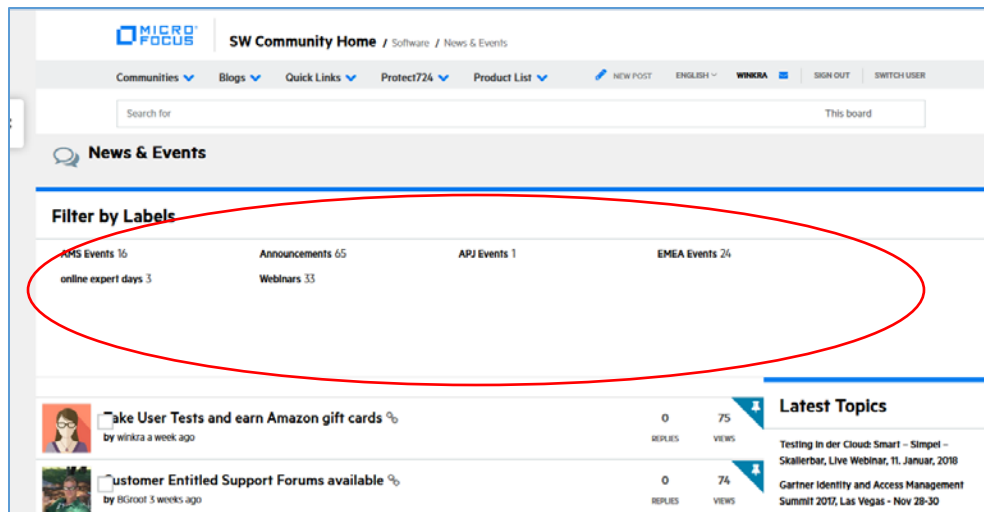 MICRO FOCUS
SW Community Home / Software / News & Events
Communities Blogs Quick Links Protect724 Product List NEW POST ENGLISH WINKRA SIGN OUT SWITCH USER
Search for This board
News & Events
Filter by Labels
AMS Events 16 Announcements 65 APJ Events 1 EMEA Events 24
online expert days 3 Webinars 33
Latest Topics
Take User Tests and earn Amazon gift cards 0 75
by winkra a week ago REPLIES VIEWS
Testing in der Cloud: Smart – Simpel –
Skalierbar, Live Webinar, 11. Januar, 2018
Customer Entitled Support Forums available 0 74
by BGroot 3 weeks ago REPLIES VIEWS
Gartner Identity and Access Management
Summit 2017, Las Vegas - Nov 28-30